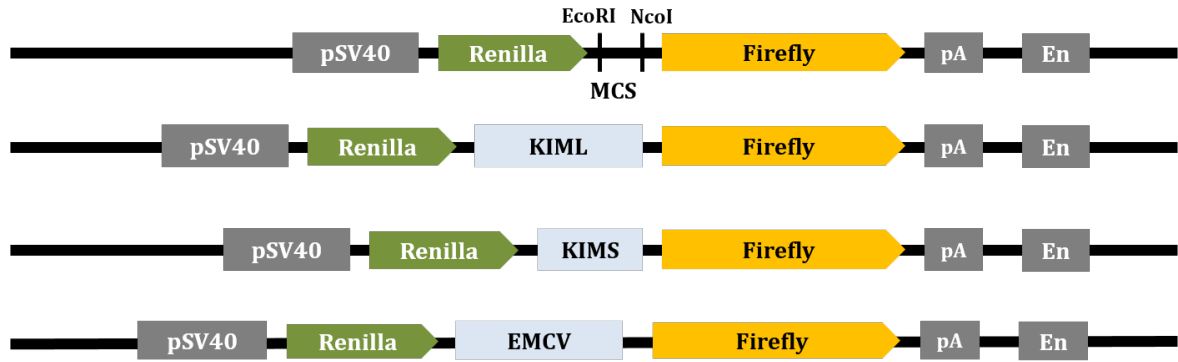 EcoRI NcoI
pSV40 Renilla Firefly pA En
MCS
pSV40 Renilla KIML Firefly pA En
pSV40 Renilla KIMS Firefly pA En
pSV40 Renilla EMCV Firefly pA En